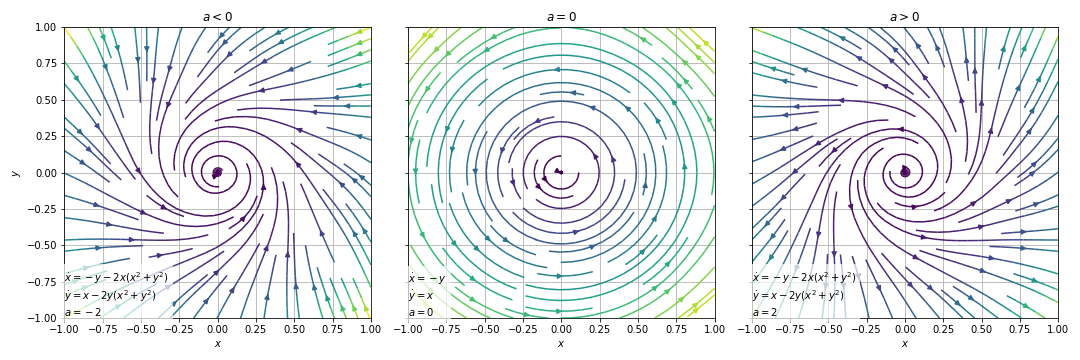 a < 0
1.00
0.75
0.50
0.25
0.00
−0.25
−0.50
−0.75
−1.00
y
ẋ = −y − 2x(x² + y²)
ẏ = x − 2y(x² + y²)
a = −2
−1.00 −0.75 −0.50 −0.25 0.00 0.25 0.50 0.75 1.00
x
a = 0
ẋ = −y
ẏ = x
a = 0
−1.00 −0.75 −0.50 −0.25 0.00 0.25 0.50 0.75 1.00
x
a > 0
ẋ = −y − 2x(x² + y²)
ẏ = x − 2y(x² + y²)
a = 2
−1.00 −0.75 −0.50 −0.25 0.00 0.25 0.50 0.75 1.00
x